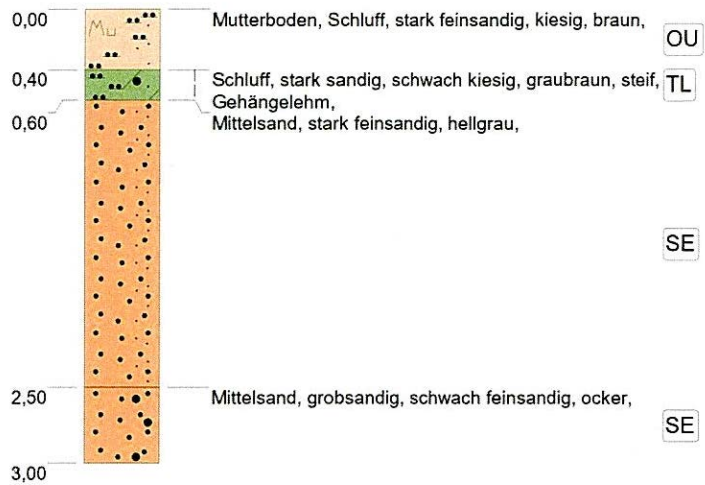 0,00
Mu
Mutterboden, Schluff, stark feinsandig, kiesig, braun,
OU
0,40
Schluff, stark sandig, schwach kiesig, graubraun, steif,
TL
Gehängelehm,
0,60
Mittelsand, stark feinsandig, hellgrau,
SE
2,50
Mittelsand, grobsandig, schwach feinsandig, ocker,
SE
3,00